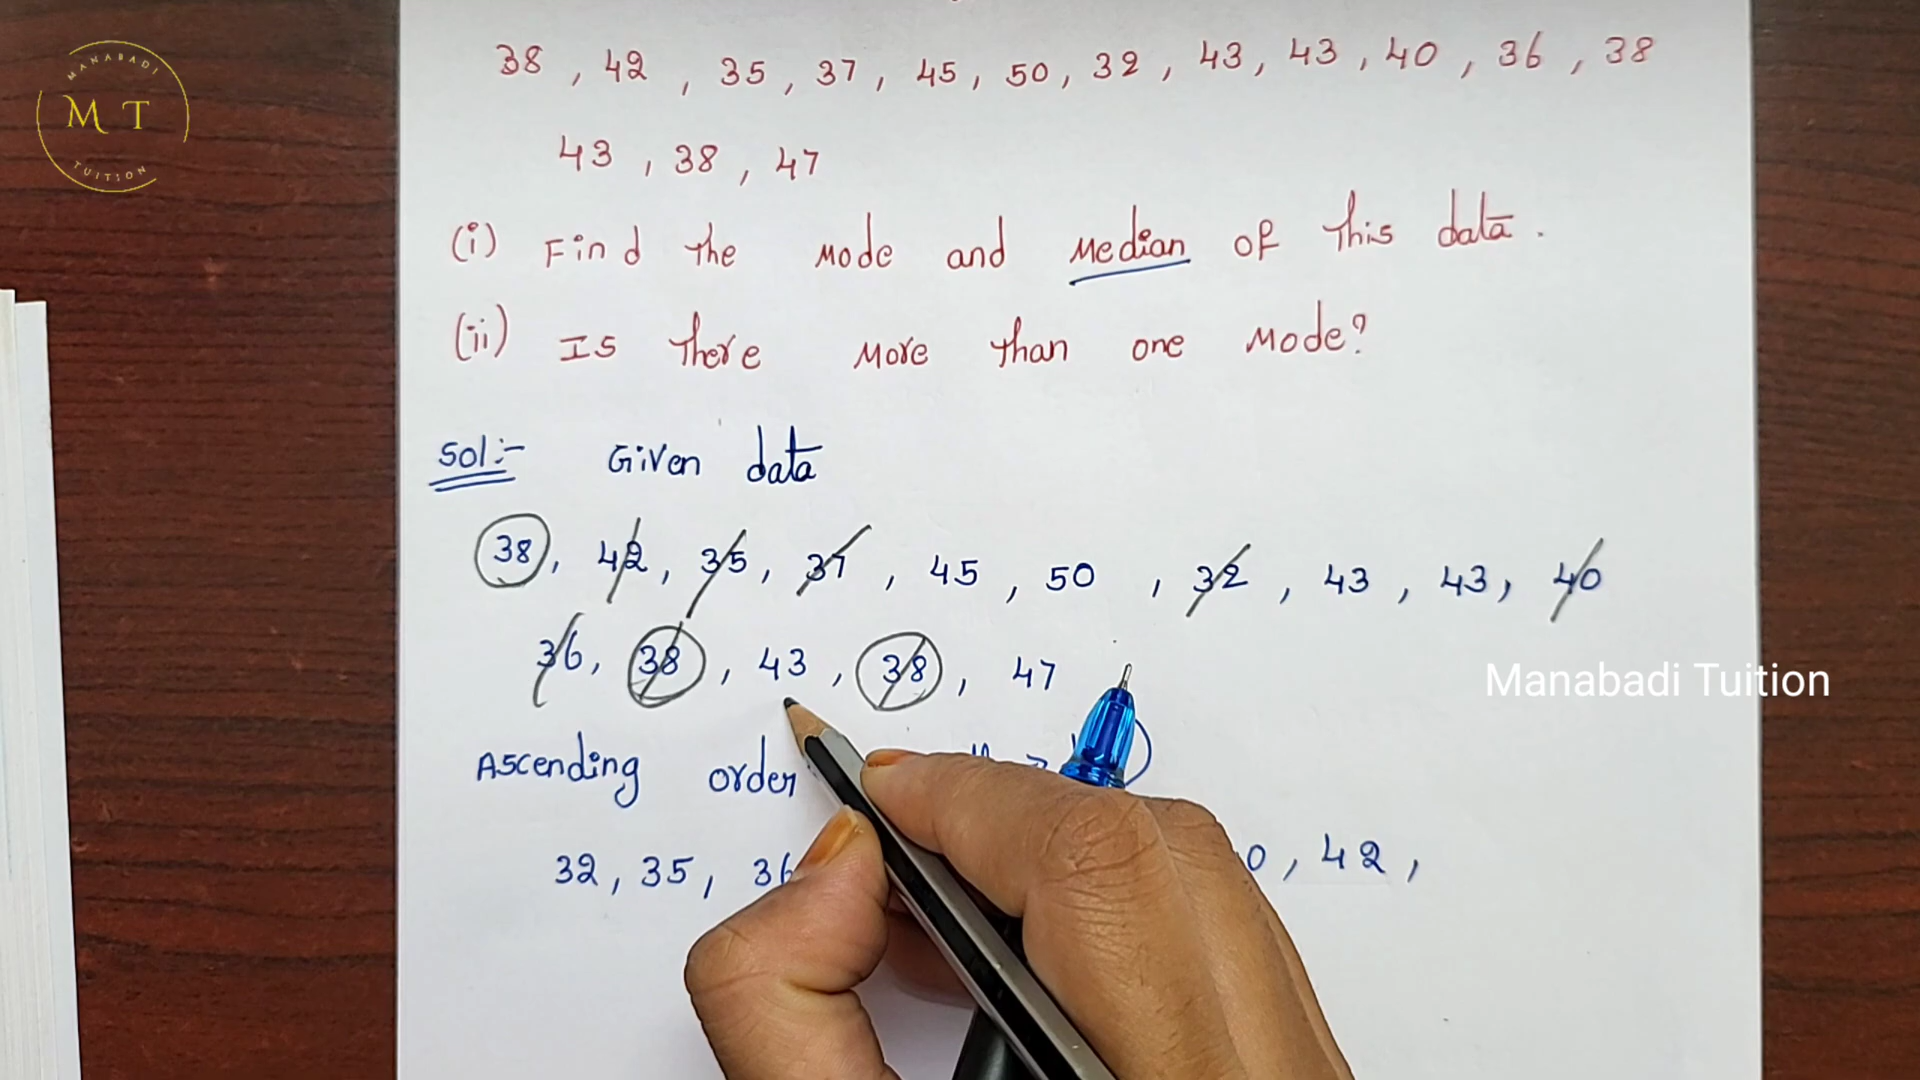 MANABADI
M T
TUITION
38 , 42 , 35 , 37 , 45 , 50 , 32 , 43 , 43 , 40 , 36 , 38
43 , 38 , 47
(i) Find the Mode and Median of this data .
(ii) Is there More than one Mode?
Sol:- Given data
38 , 42 , 35 , 37 , 45 , 50 , 32 , 43 , 43 , 40
36 , 38 , 43 , 38 , 47
Manabadi Tuition
Ascending order
32 , 35 , 36 , 42 ,